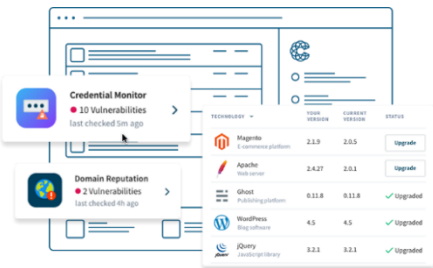 Credential Monitor
10 Vulnerabilities
last checked 5m ago
Domain Reputation
2 Vulnerabilities
last checked 4h ago
TECHNOLOGY YOUR VERSION CURRENT VERSION STATUS
Magento 2.1.9 2.0.5 Upgrade
E-commerce platform
Apache 2.4.27 2.0.1 Upgrade
Web server
Ghost 0.11.8 0.11.8 Upgraded
Publishing platform
WordPress 4.5 4.5 Upgraded
Blog software
jQuery 3.2.1 3.2.1 Upgraded
JavaScript library